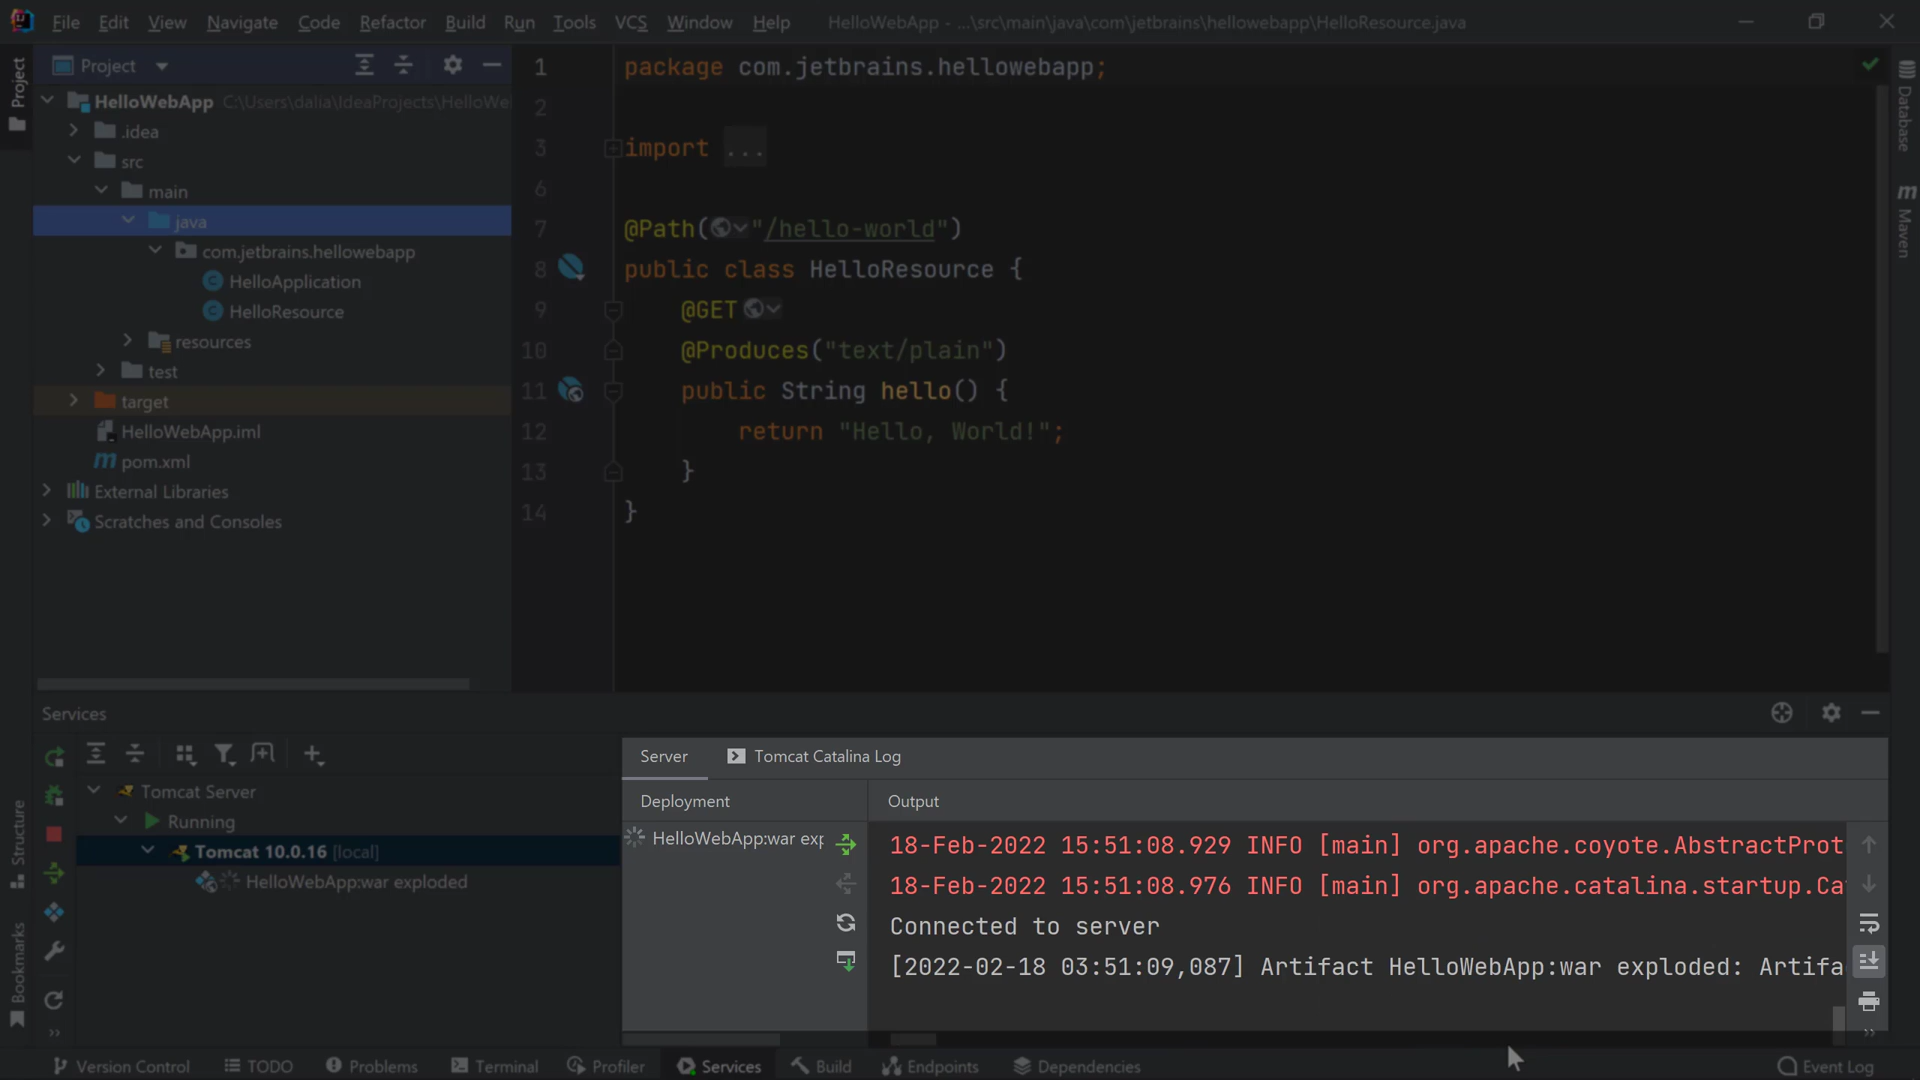 File Edit View Navigate Code Refactor Build Run Tools VCS Window Help HelloWebApp - ...\src\main\java\com\jetbrains\hellowebapp\HelloResource.java
Project
Project
HelloWebApp C:\Users\dalia\IdeaProjects\HelloWe
.idea
src
main
java
com.jetbrains.hellowebapp
HelloApplication
HelloResource
resources
test
target
HelloWebApp.iml
pom.xml
External Libraries
Scratches and Consoles
1 package com.jetbrains.hellowebapp;
2
3 import ...
6
7 @Path("/hello-world")
8 public class HelloResource {
9 @GET
10 @Produces("text/plain")
11 public String hello() {
12 return "Hello, World!";
13 }
14 }
Database
Maven
Services
Structure
Bookmarks
Tomcat Server
Running
Tomcat 10.0.16 [local]
HelloWebApp:war exploded
Server Tomcat Catalina Log
Deployment Output
HelloWebApp:war exp
18-Feb-2022 15:51:08.929 INFO [main] org.apache.coyote.AbstractProt
18-Feb-2022 15:51:08.976 INFO [main] org.apache.catalina.startup.Ca
Connected to server
[2022-02-18 03:51:09,087] Artifact HelloWebApp:war exploded: Artifa
Version Control TODO Problems Terminal Profiler Services Build Endpoints Dependencies Event Log